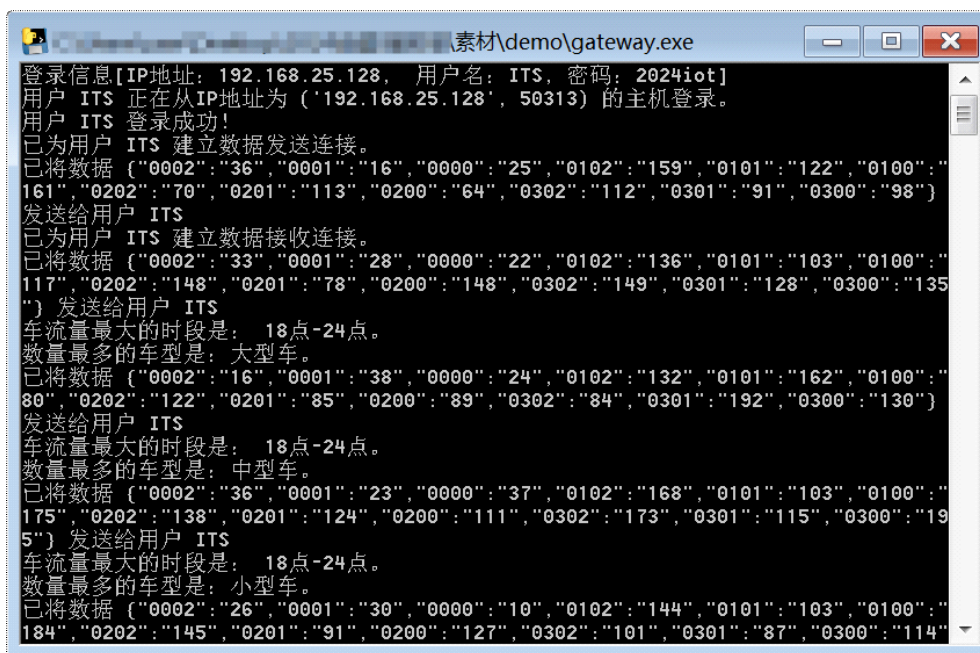 \素材\demo\gateway.exe
登录信息[IP地址: 192.168.25.128, 用户名: ITS, 密码: 2024iot]
用户 ITS 正在从IP地址为 ('192.168.25.128', 50313) 的主机登录。
用户 ITS 登录成功!
已为用户 ITS 建立数据发送连接。
已将数据 {"0002":"36","0001":"16","0000":"25","0102":"159","0101":"122","0100":"
161","0202":"70","0201":"113","0200":"64","0302":"112","0301":"91","0300":"98"}
发送给用户 ITS
已为用户 ITS 建立数据接收连接。
已将数据 {"0002":"33","0001":"28","0000":"22","0102":"136","0101":"103","0100":"
117","0202":"148","0201":"78","0200":"148","0302":"149","0301":"128","0300":"135
"} 发送给用户 ITS
车流量最大的时段是: 18点-24点。
数量最多的车型是: 大型车。
已将数据 {"0002":"16","0001":"38","0000":"24","0102":"132","0101":"162","0100":"
80","0202":"122","0201":"85","0200":"89","0302":"84","0301":"192","0300":"130"}
发送给用户 ITS
车流量最大的时段是: 18点-24点。
数量最多的车型是: 中型车。
已将数据 {"0002":"36","0001":"23","0000":"37","0102":"168","0101":"103","0100":"
175","0202":"138","0201":"124","0200":"111","0302":"173","0301":"115","0300":"19
5"} 发送给用户 ITS
车流量最大的时段是: 18点-24点。
数量最多的车型是: 小型车。
已将数据 {"0002":"26","0001":"30","0000":"10","0102":"144","0101":"103","0100":"
184","0202":"145","0201":"91","0200":"127","0302":"101","0301":"87","0300":"114"